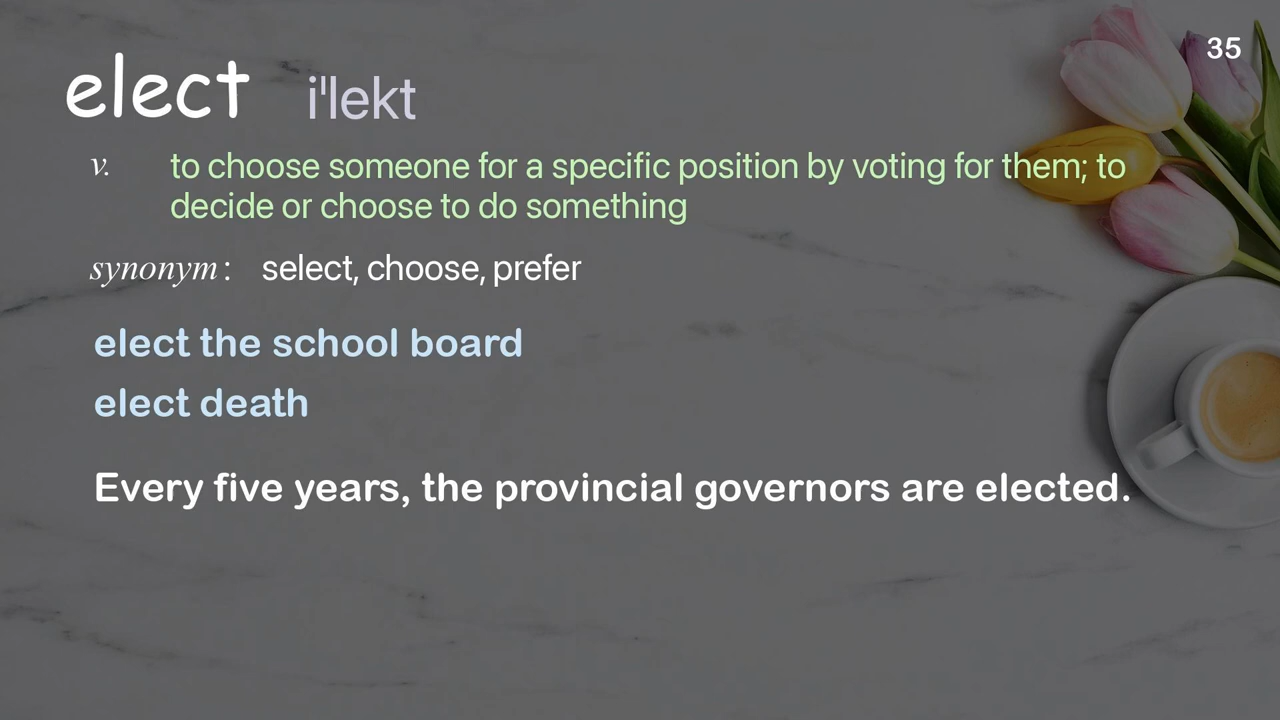 35
elect iˈlekt
v. to choose someone for a specific position by voting for them; to
decide or choose to do something
synonym: select, choose, prefer
elect the school board
elect death
Every five years, the provincial governors are elected.